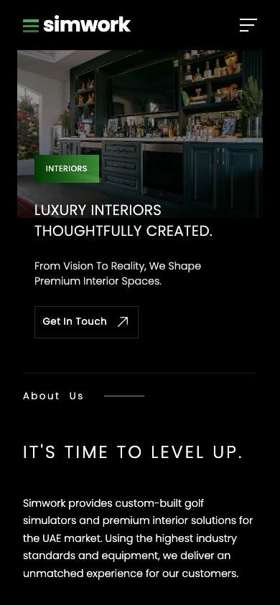 simwork
INTERIORS
LUXURY INTERIORS
THOUGHTFULLY CREATED.
From Vision To Reality, We Shape
Premium Interior Spaces.
Get In Touch
About Us
IT'S TIME TO LEVEL UP.
Simwork provides custom-built golf
simulators and premium interior solutions for
the UAE market. Using the highest industry
standards and equipment, we deliver an
unmatched experience for our customers.